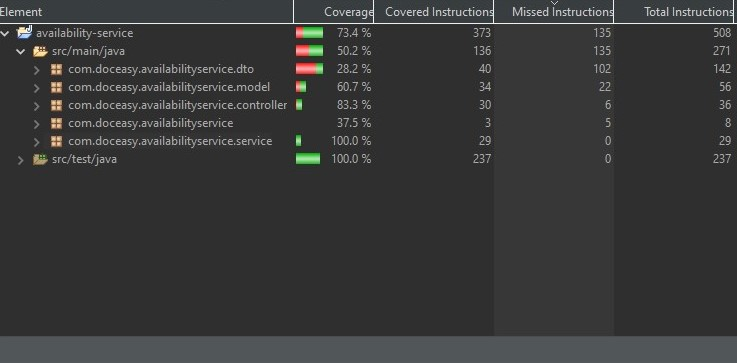 Element Coverage Covered Instructions Missed Instructions Total Instructions
availability-service 73.4 % 373 135 508
src/main/java 50.2 % 136 135 271
com.doceasy.availabilityservice.dto 28.2 % 40 102 142
com.doceasy.availabilityservice.model 60.7 % 34 22 56
com.doceasy.availabilityservice.controller 83.3 % 30 6 36
com.doceasy.availabilityservice 37.5 % 3 5 8
com.doceasy.availabilityservice.service 100.0 % 29 0 29
src/test/java 100.0 % 237 0 237